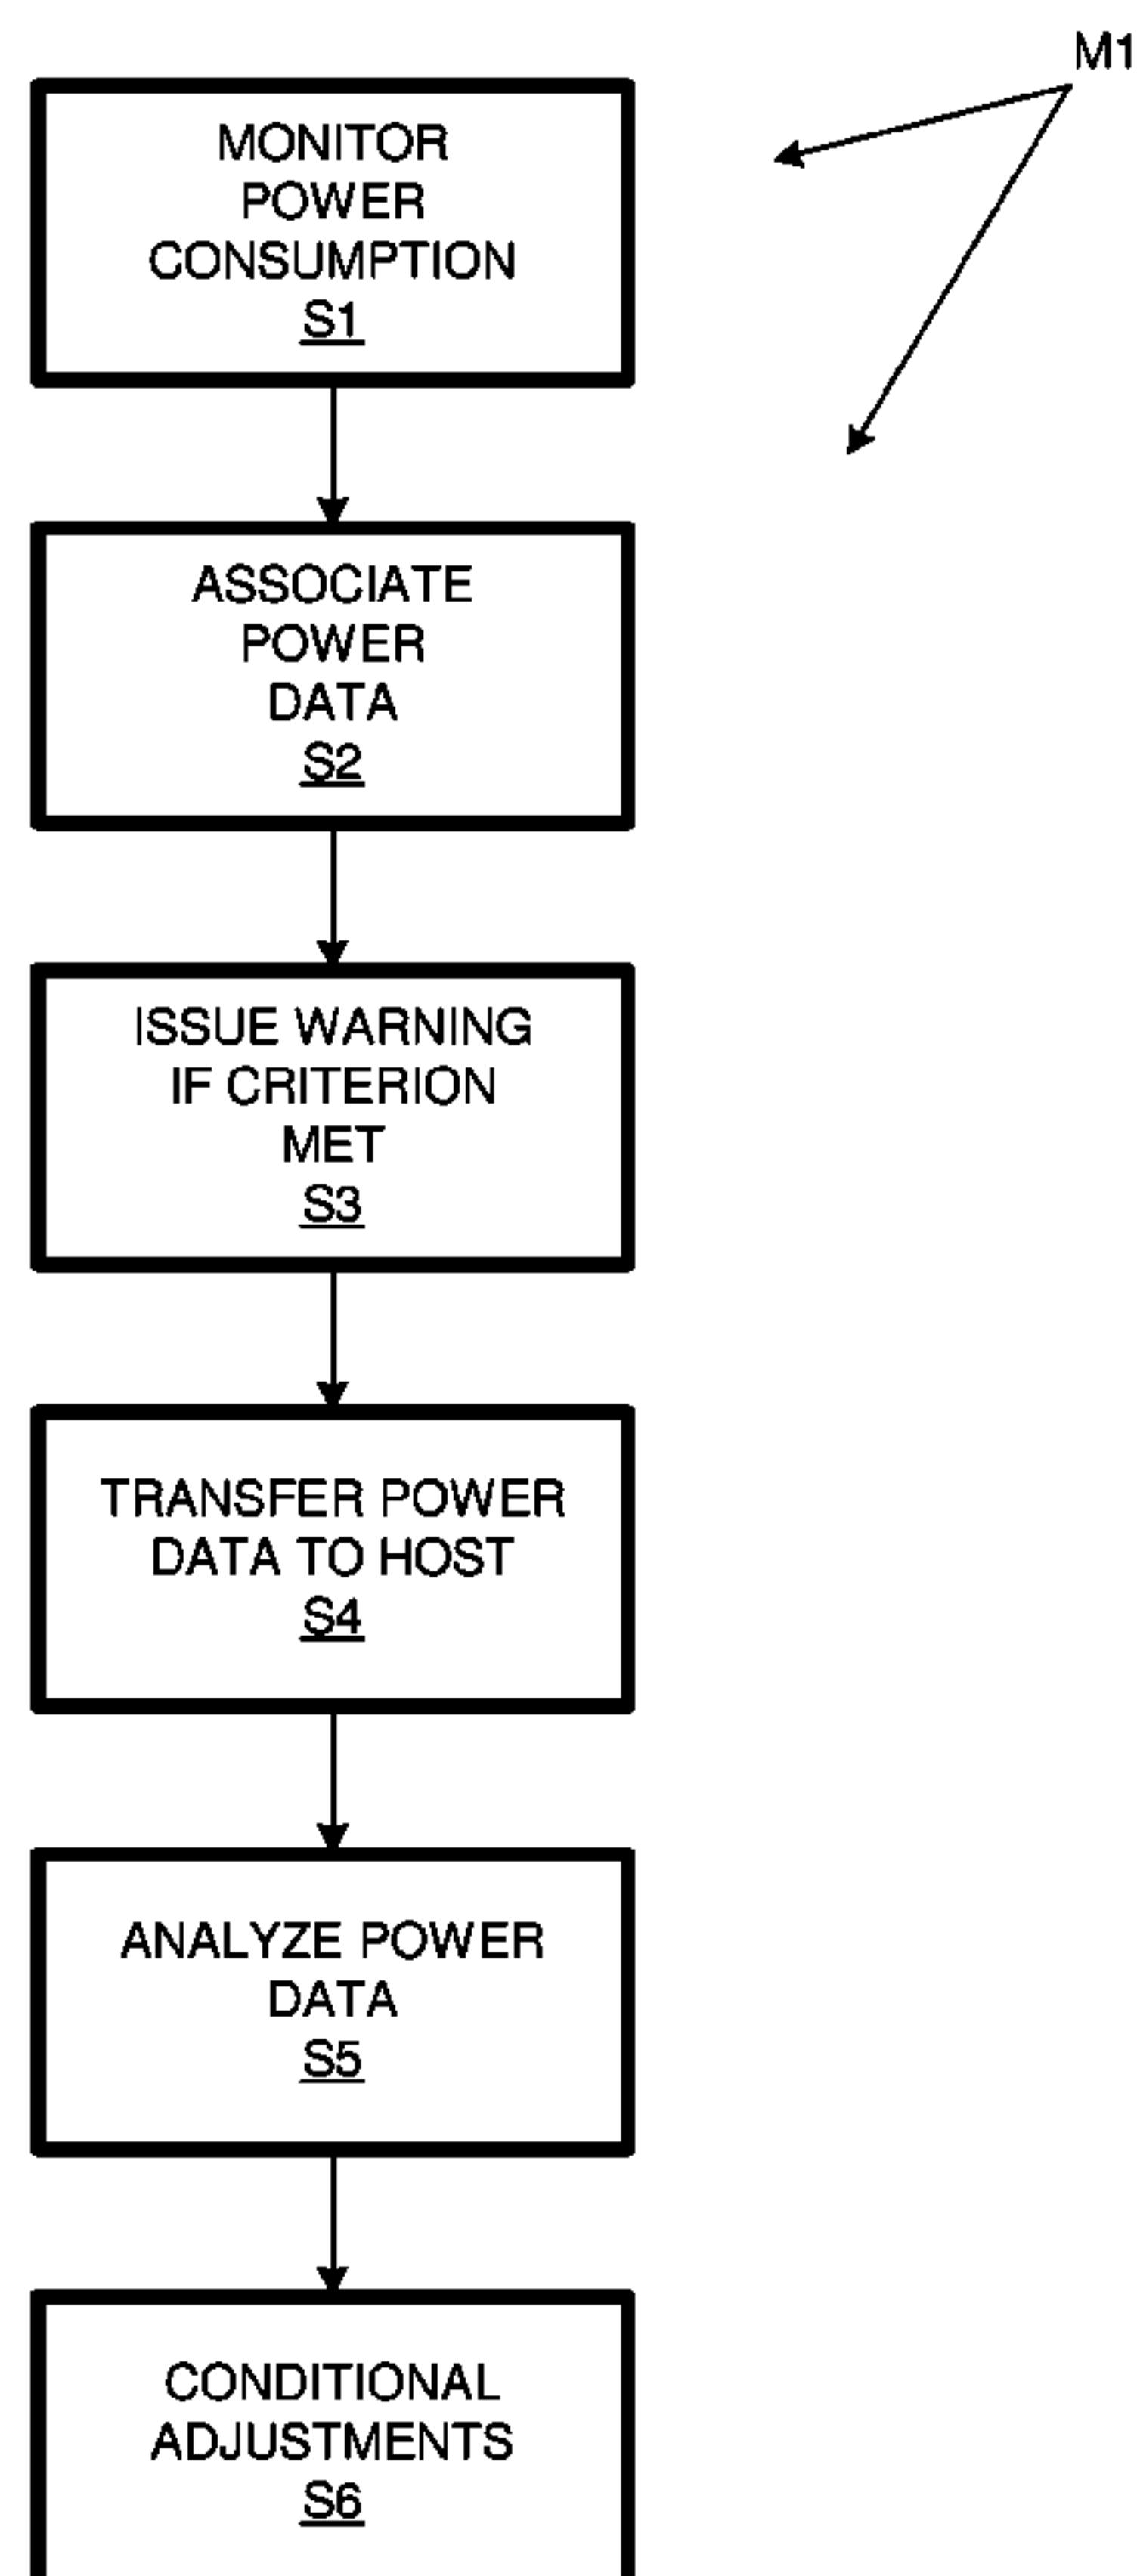 M1
MONITOR
POWER
CONSUMPTION
S1
ASSOCIATE
POWER
DATA
S2
ISSUE WARNING
IF CRITERION
MET
S3
TRANSFER POWER
DATA TO HOST
S4
ANALYZE POWER
DATA
S5
CONDITIONAL
ADJUSTMENTS
S6